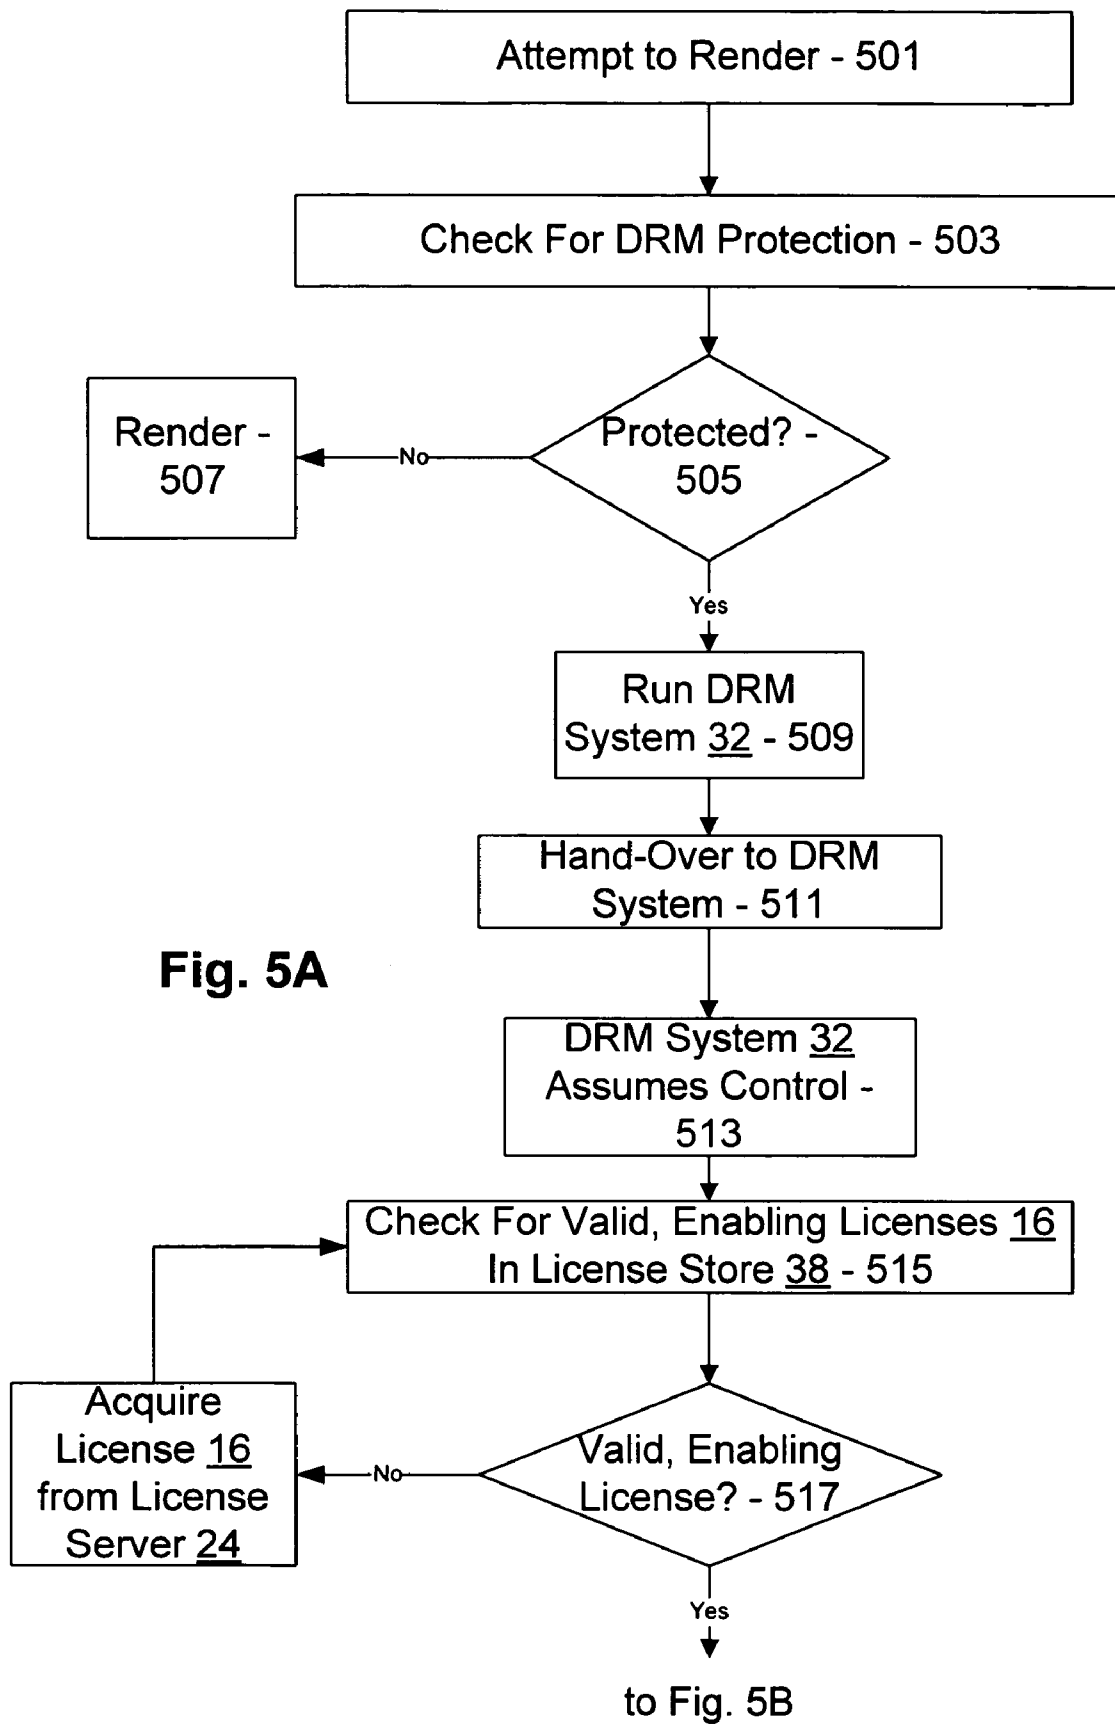 Attempt to Render - 501
Check For DRM Protection - 503
Protected? -
505
No
Render -
507
Yes
Run DRM
System 32 - 509
Hand-Over to DRM
System - 511
Fig. 5A
DRM System 32
Assumes Control -
513
Check For Valid, Enabling Licenses 16
In License Store 38 - 515
Valid, Enabling
License? - 517
No
Acquire
License 16
from License
Server 24
Yes
to Fig. 5B